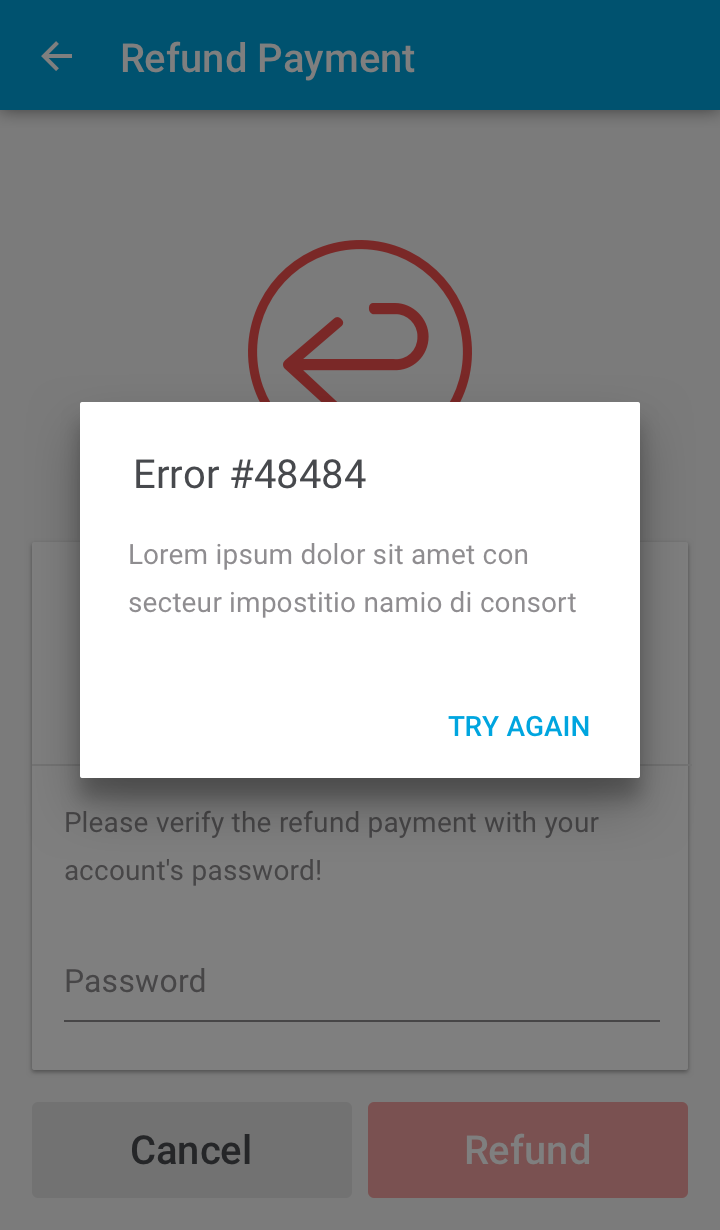 Refund Payment
Error #48484
Lorem ipsum dolor sit amet con
secteur impostitio namio di consort
TRY AGAIN
Please verify the refund payment with your
account's password!
Password
Cancel
Refund